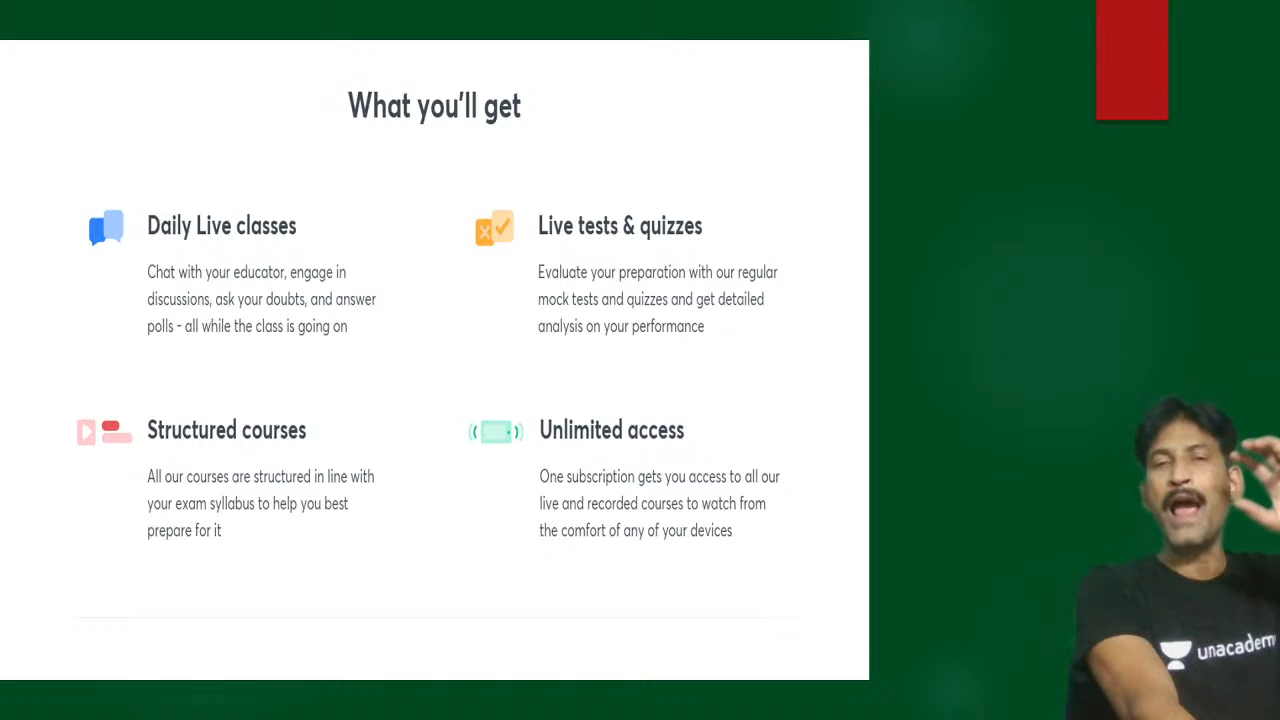 What you'll get
Daily Live classes
Chat with your educator, engage in
discussions, ask your doubts, and answer
polls - all while the class is going on
Live tests & quizzes
Evaluate your preparation with our regular
mock tests and quizzes and get detailed
analysis on your performance
Structured courses
All our courses are structured in line with
your exam syllabus to help you best
prepare for it
Unlimited access
One subscription gets you access to all our
live and recorded courses to watch from
the comfort of any of your devices
unacadem